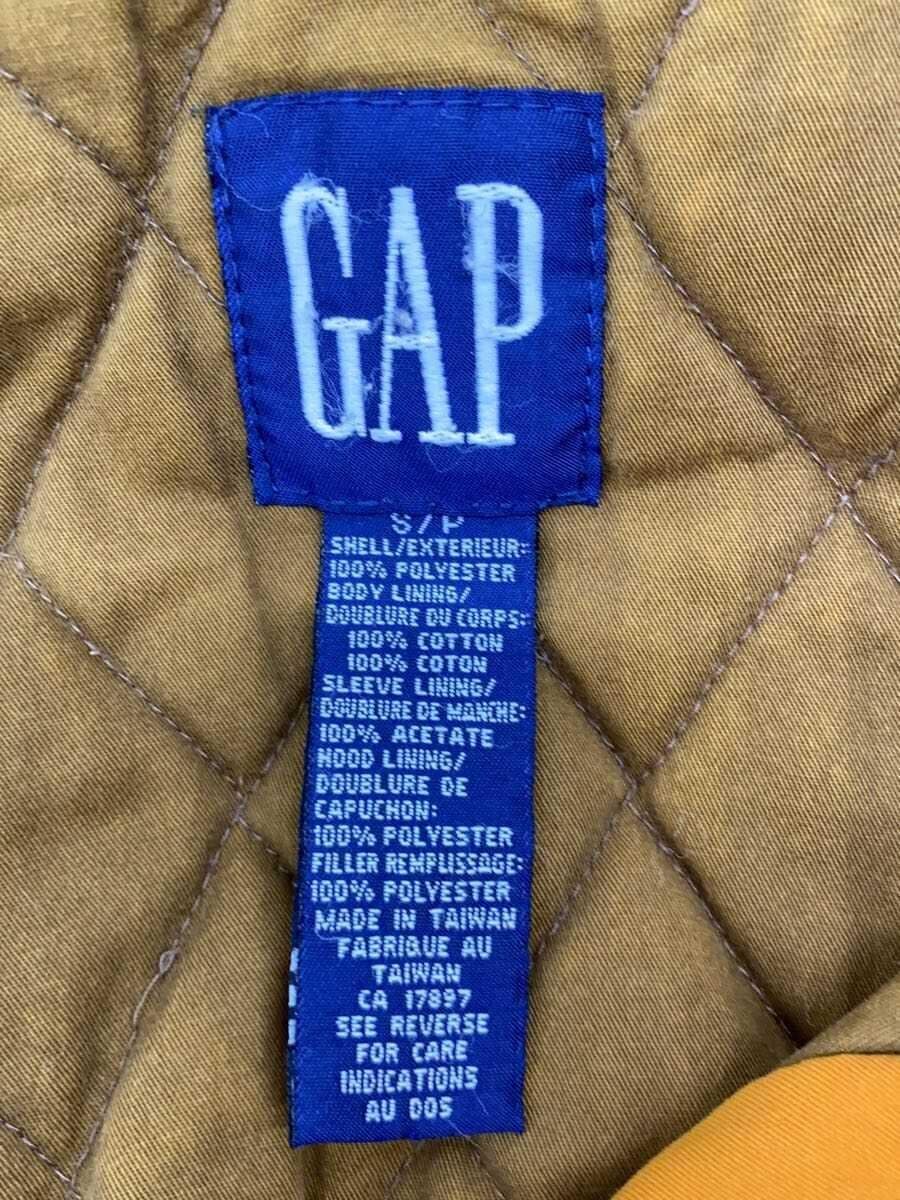 GAP
S/P
SHELL/EXTERIEUR:
100% POLYESTER
BODY LINING/
DOUBLURE DU CORPS:
100% COTTON
100% COTON
SLEEVE LINING/
DOUBLURE DE MANCHE:
100% ACETATE
HOOD LINING/
DOUBLURE DE
CAPUCHON:
100% POLYESTER
FILLER REMPLISSAGE:
100% POLYESTER
MADE IN TAIWAN
FABRIQUE AU
TAIWAN
CA 17897
SEE REVERSE
FOR CARE
INDICATIONS
AU DOS